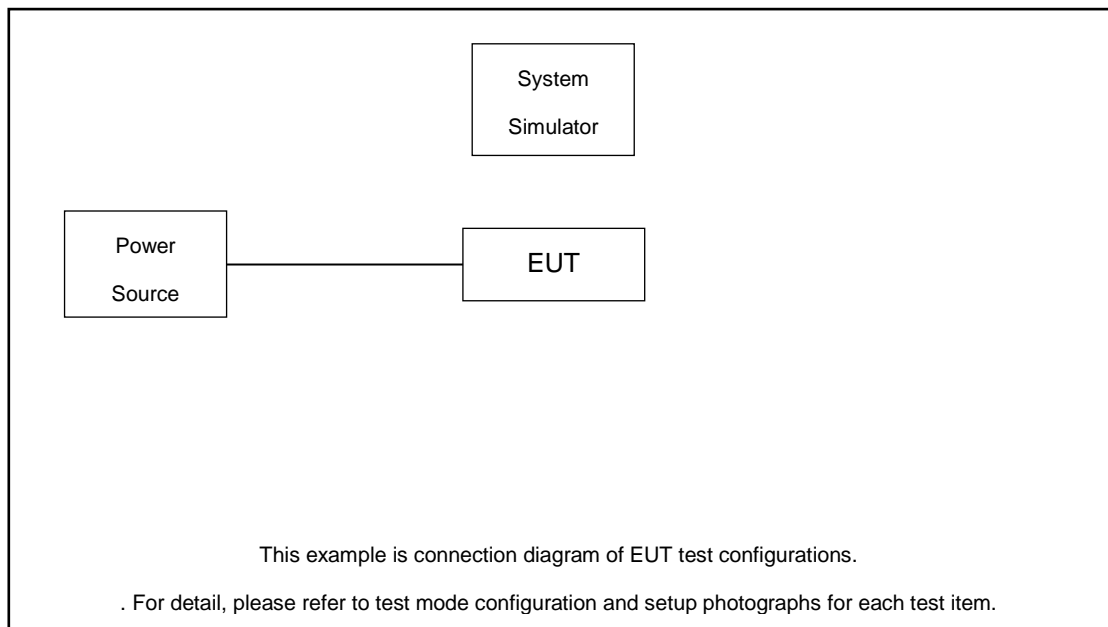 System
Simulator
Power
Source
EUT
This example is connection diagram of EUT test configurations.
. For detail, please refer to test mode configuration and setup photographs for each test item.